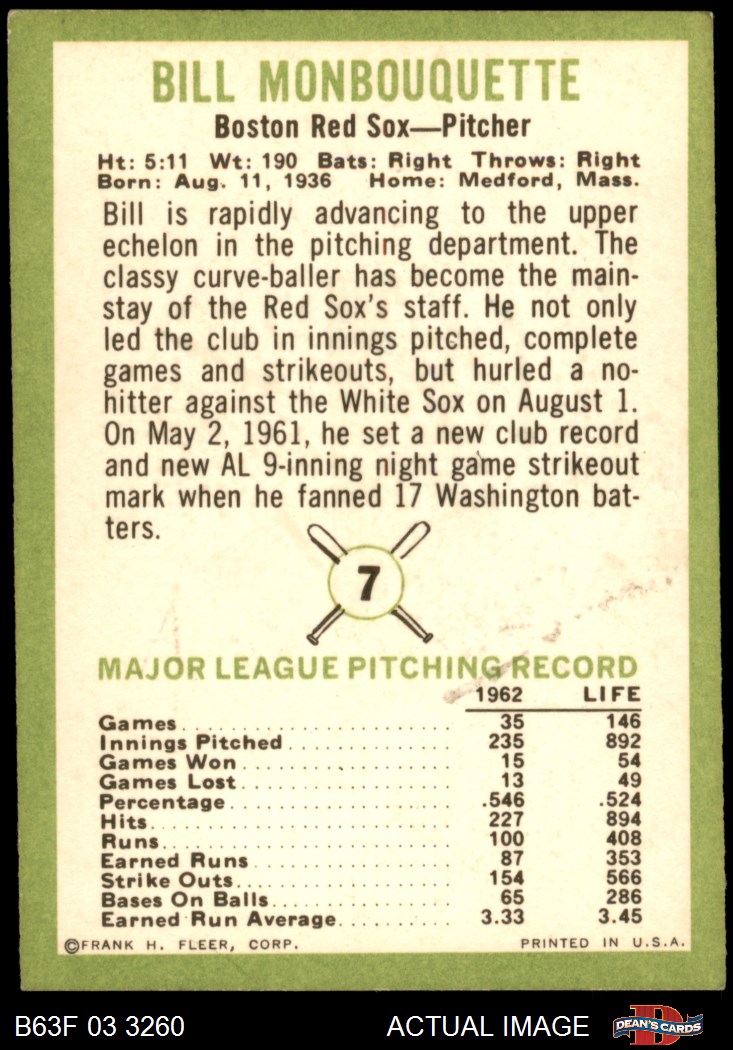 BILL MONBOUQUETTE
Boston Red Sox—Pitcher
Ht: 5:11 Wt: 190 Bats: Right Throws: Right
Born: Aug. 11, 1936 Home: Medford, Mass.
Bill is rapidly advancing to the upper
echelon in the pitching department. The
classy curve-baller has become the main-
stay of the Red Sox's staff. He not only
led the club in innings pitched, complete
games and strikeouts, but hurled a no-
hitter against the White Sox on August 1.
On May 2, 1961, he set a new club record
and new AL 9-inning night game strikeout
mark when he fanned 17 Washington bat-
ters.
7
MAJOR LEAGUE PITCHING RECORD
1962 LIFE
Games 35 146
Innings Pitched 235 892
Games Won 15 54
Games Lost 13 49
Percentage .546 .524
Hits 227 894
Runs 100 408
Earned Runs 87 353
Strike Outs 154 566
Bases On Balls 65 286
Earned Run Average 3.33 3.45
©FRANK H. FLEER, CORP. PRINTED IN U.S.A.
B63F 03 3260 ACTUAL IMAGE D DEAN'S CARDS